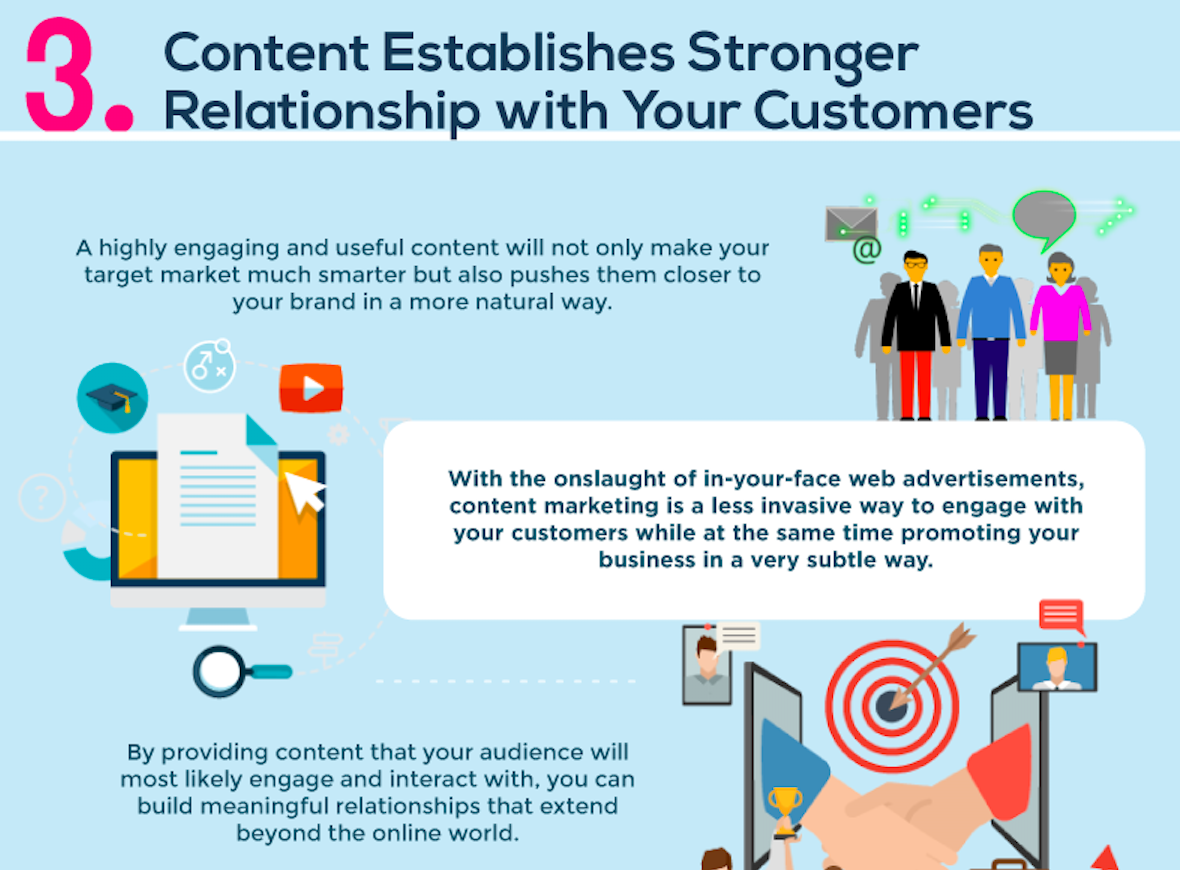 3. Content Establishes Stronger
Relationship with Your Customers
A highly engaging and useful content will not only make your
target market much smarter but also pushes them closer to
your brand in a more natural way.
@
?
With the onslaught of in-your-face web advertisements,
content marketing is a less invasive way to engage with
your customers while at the same time promoting your
business in a very subtle way.
By providing content that your audience will
most likely engage and interact with, you can
build meaningful relationships that extend
beyond the online world.